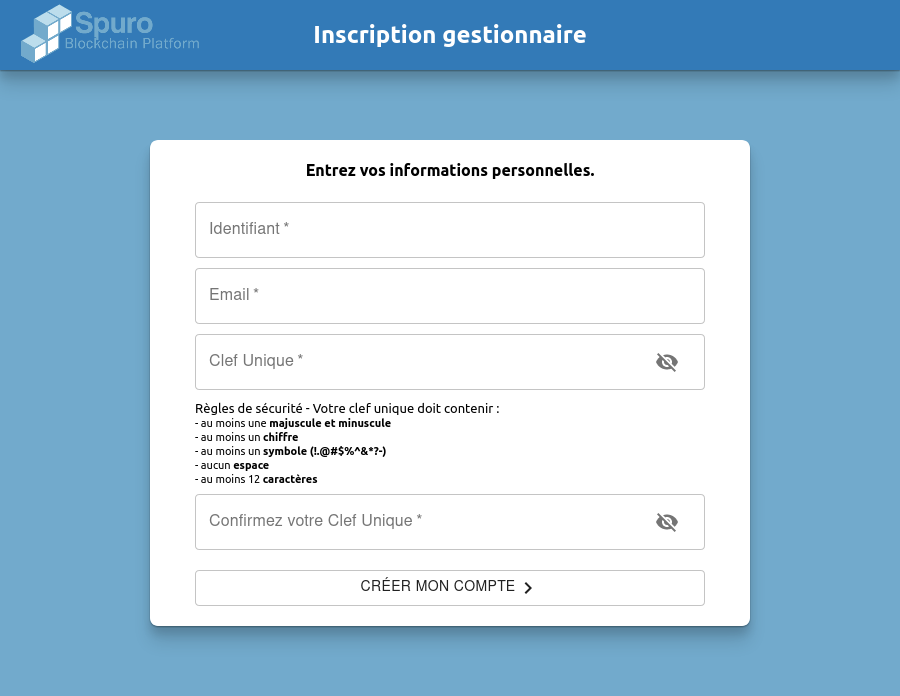 Spuro
Blockchain Platform
Inscription gestionnaire
Entrez vos informations personnelles.
Identifiant *
Email *
Clef Unique *
Règles de sécurité - Votre clef unique doit contenir :
- au moins une majuscule et minuscule
- au moins un chiffre
- au moins un symbole (!.@#$%^&*?-)
- aucun espace
- au moins 12 caractères
Confirmez votre Clef Unique *
CRÉER MON COMPTE